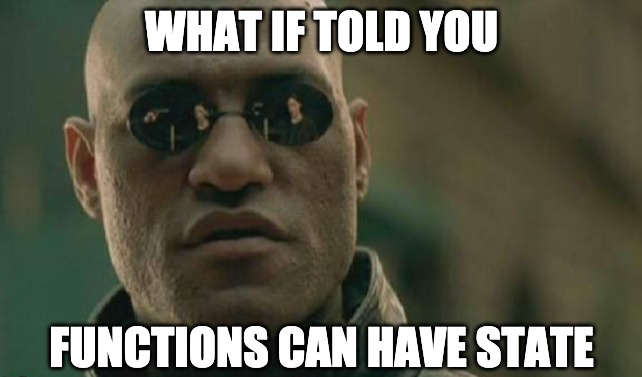 WHAT IF TOLD YOU
FUNCTIONS CAN HAVE STATE